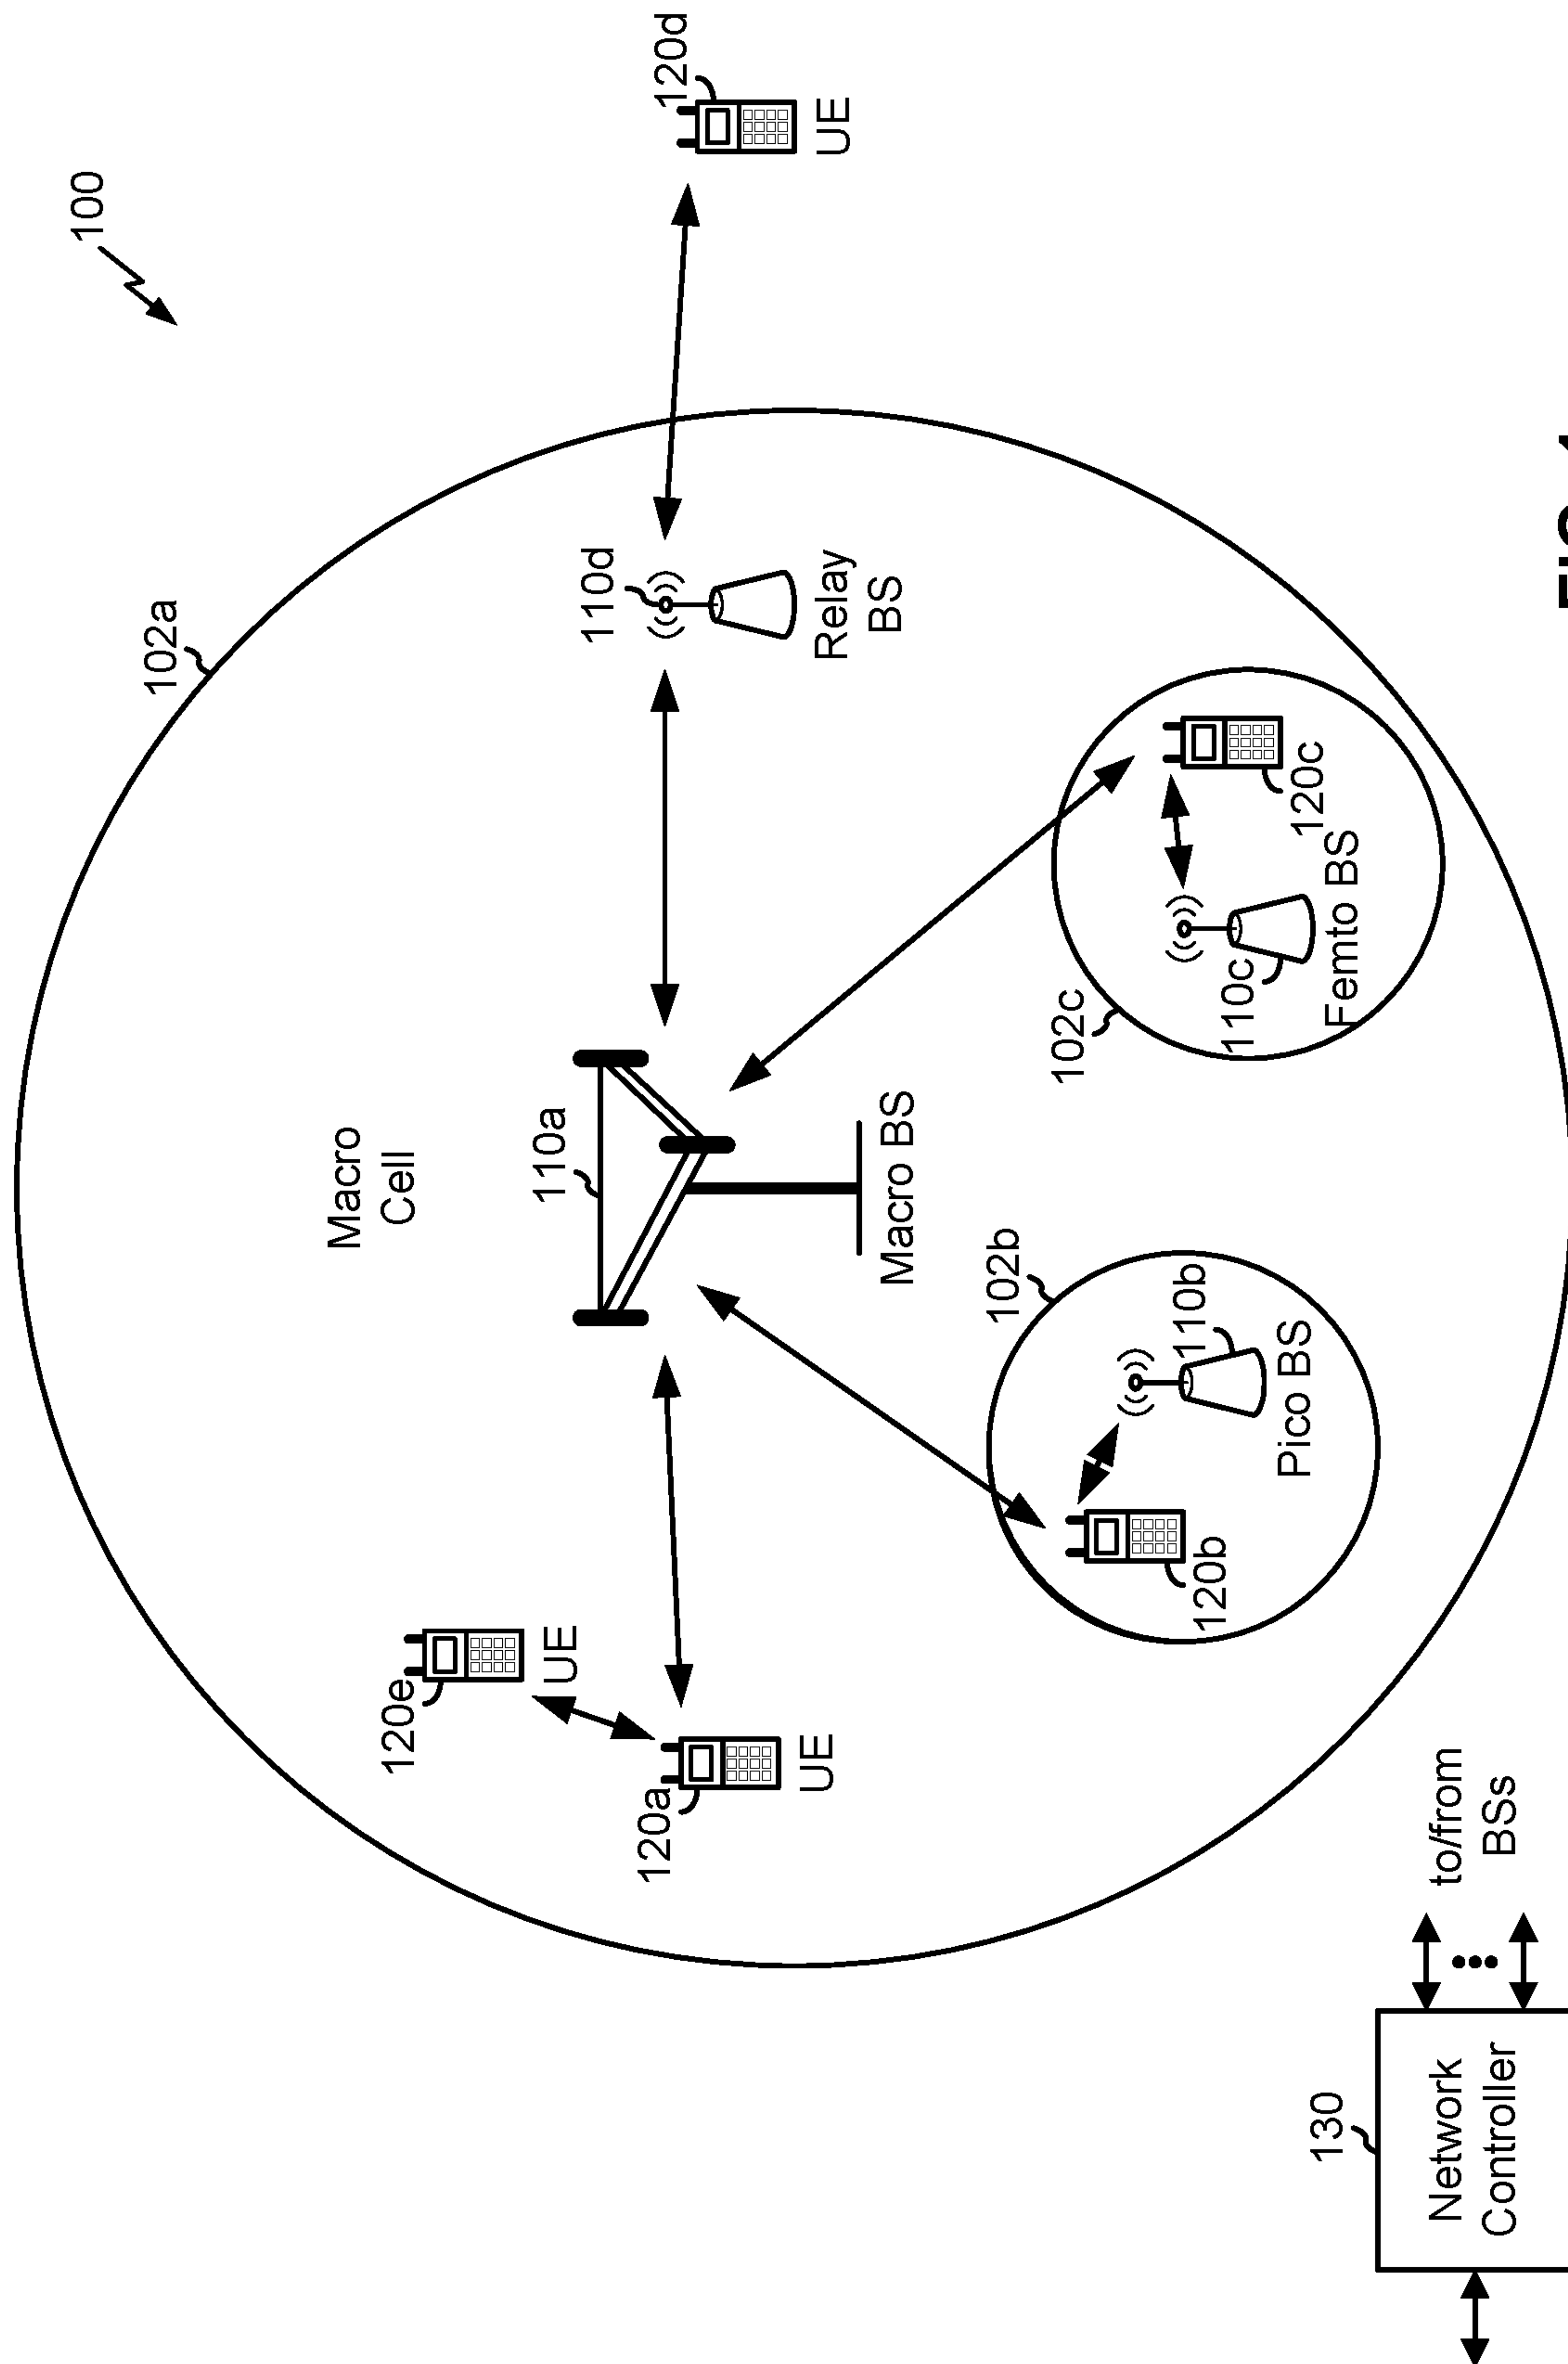 100
102a
Macro
Cell
120e
UE
110a
110d
120d
120a
UE
Macro BS
Relay
BS
UE
102b
102c
120b
110b
Pico BS
110c
120c
Femto BS
130
Network
Controller
to/from
BSs